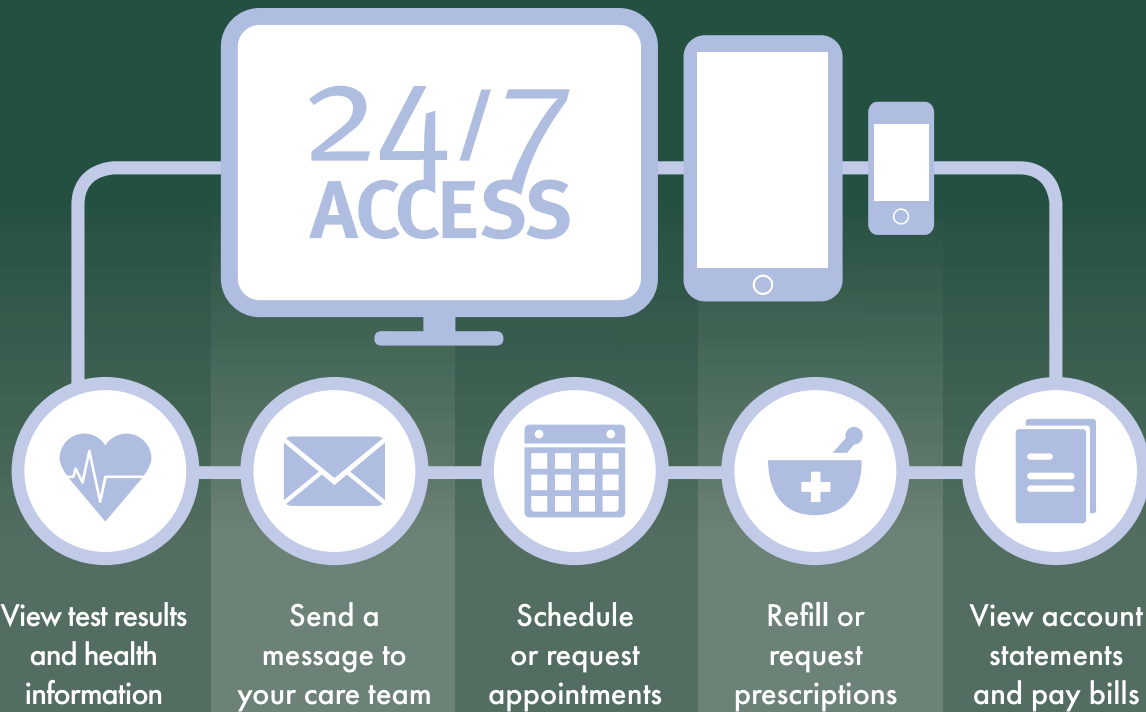 24/7
ACCESS
View test results
and health
information
Send a
message to
your care team
Schedule
or request
appointments
Refill or
request
prescriptions
View account
statements
and pay bills